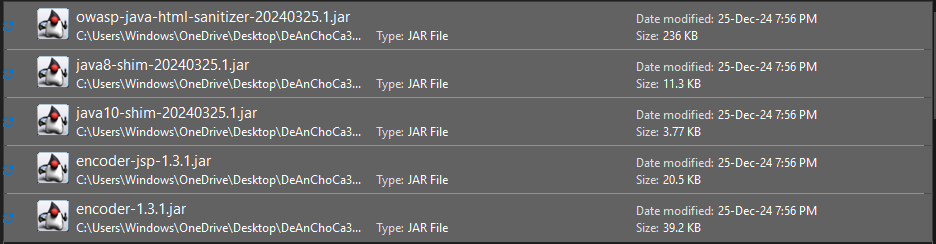 owasp-java-html-sanitizer-20240325.1.jar Date modified: 25-Dec-24 7:56 PM
C:\Users\Windows\OneDrive\Desktop\DeAnChoCa3... Type: JAR File Size: 236 KB
java8-shim-20240325.1.jar Date modified: 25-Dec-24 7:56 PM
C:\Users\Windows\OneDrive\Desktop\DeAnChoCa3... Type: JAR File Size: 11.3 KB
java10-shim-20240325.1.jar Date modified: 25-Dec-24 7:56 PM
C:\Users\Windows\OneDrive\Desktop\DeAnChoCa3... Type: JAR File Size: 3.77 KB
encoder-jsp-1.3.1.jar Date modified: 25-Dec-24 7:56 PM
C:\Users\Windows\OneDrive\Desktop\DeAnChoCa3... Type: JAR File Size: 20.5 KB
encoder-1.3.1.jar Date modified: 25-Dec-24 7:56 PM
C:\Users\Windows\OneDrive\Desktop\DeAnChoCa3... Type: JAR File Size: 39.2 KB